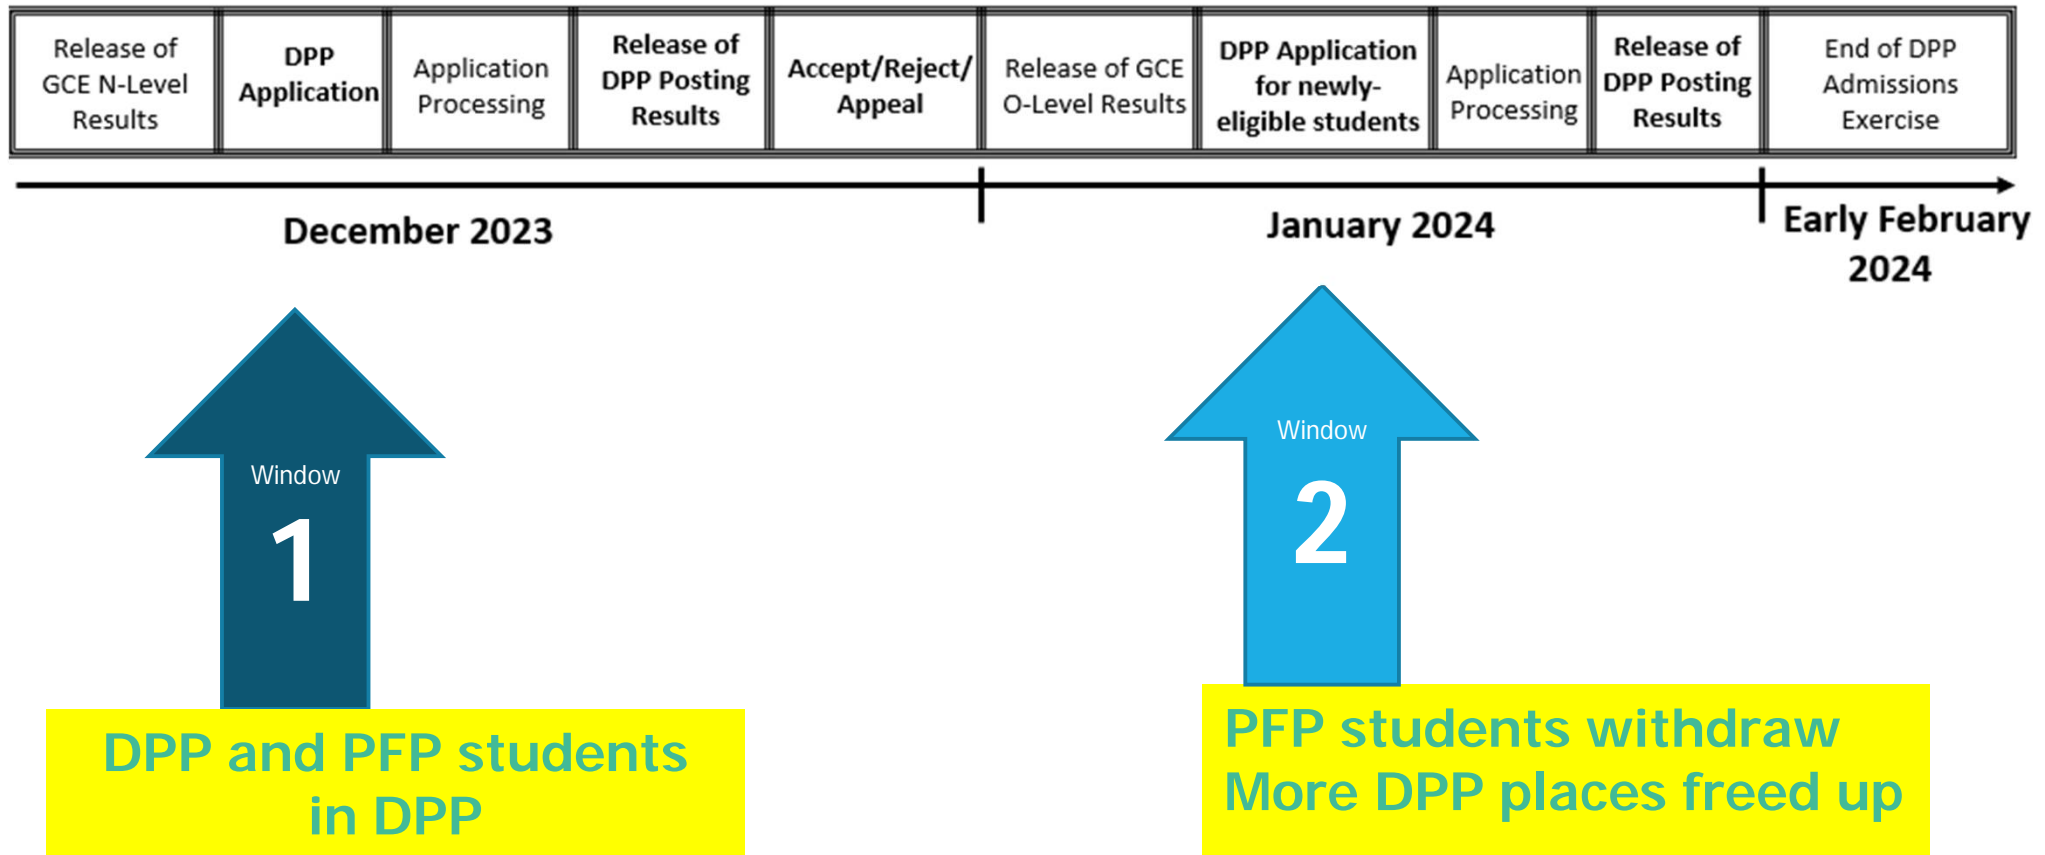 Release of
GCE N-Level
Results
DPP
Application
Application
Processing
Release of
DPP Posting
Results
Accept/Reject/
Appeal
Release of GCE
O-Level Results
DPP Application
for newly-
eligible students
Application
Processing
Release of
DPP Posting
Results
End of DPP
Admissions
Exercise
December 2023
January 2024
Early February
2024
Window
1
Window
2
DPP and PFP students
in DPP
PFP students withdraw
More DPP places freed up